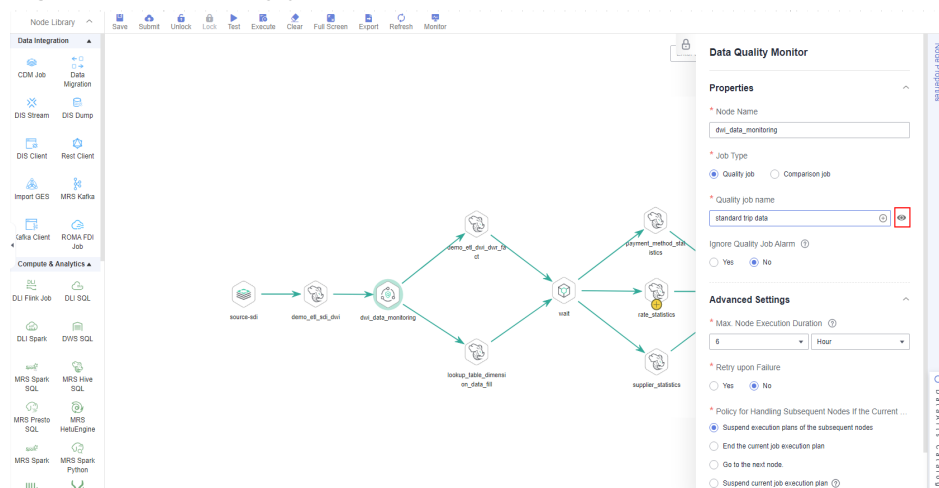 Node Library
Save Submit Unlock Lock Test Execute Clear Full Screen Export Refresh Monitor
Data Integration
CDM Job
Data
Migration
DIS Stream
DIS Dump
DIS Client
Rest Client
Import GES
MRS Kafka
Kafka Client
ROMA FDI
Job
Compute & Analytics
DLI Flink Job
DLI SQL
DLI Spark
DWS SQL
MRS Spark
SQL
MRS Hive
SQL
MRS Presto
SQL
MRS
HetuEngine
MRS Spark
MRS Spark
Python
source-sdi
demo_etl_sdi_dwi
dwi_data_monitoring
demo_etl_dwi_dwr_fa
ct
lookup_table_dimensi
on_data_fill
wait
payment_method_stat
istics
rate_statistics
supplier_statistics
Data Quality Monitor
Properties
* Node Name
dwi_data_monitoring
* Job Type
Quality job Comparison job
* Quality job name
standard trip data
Ignore Quality Job Alarm
Yes No
Advanced Settings
* Max. Node Execution Duration
6 Hour
* Retry upon Failure
Yes No
* Policy for Handling Subsequent Nodes If the Current ...
Suspend execution plans of the subsequent nodes
End the current job execution plan
Go to the next node.
Suspend current job execution plan
Node Properties